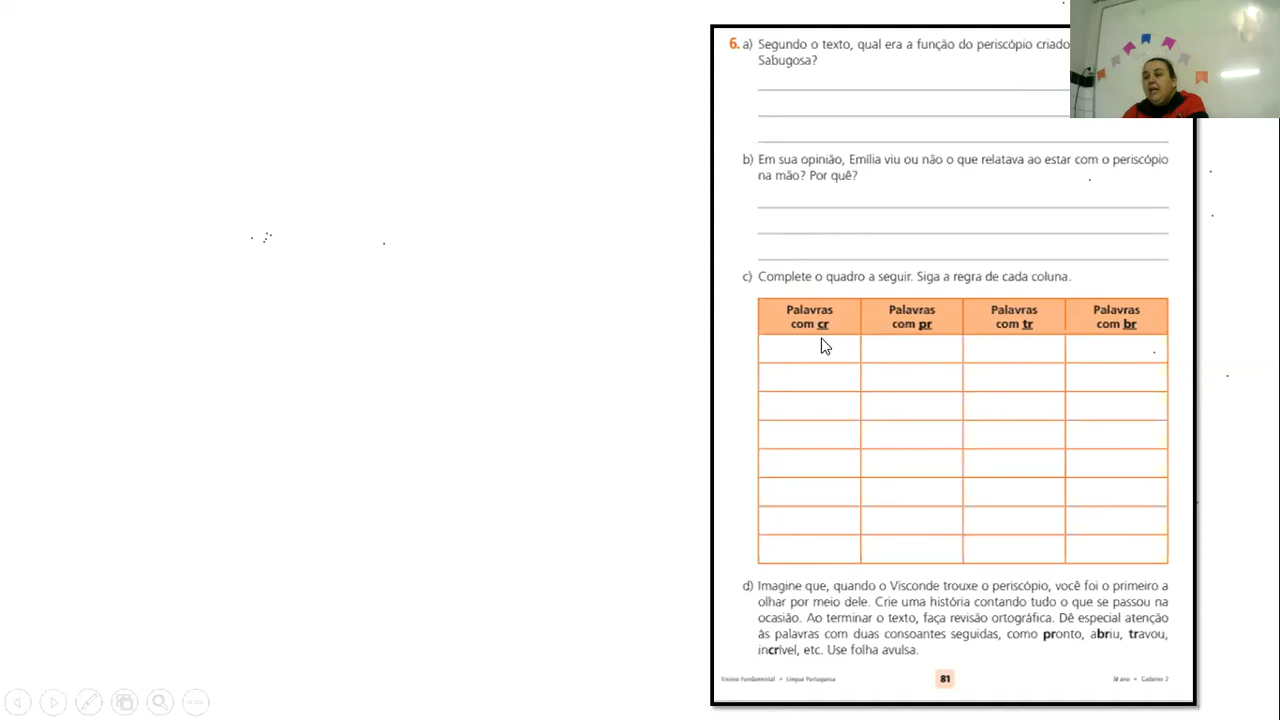 6. a) Segundo o texto, qual era a função do periscópio criado
Sabugosa?
b) Em sua opinião, Emília viu ou não o que relatava ao estar com o periscópio
na mão? Por quê?
c) Complete o quadro a seguir. Siga a regra de cada coluna.
Palavras com cr
Palavras com pr
Palavras com tr
Palavras com br
d) Imagine que, quando o Visconde trouxe o periscópio, você foi o primeiro a
olhar por meio dele. Crie uma história contando tudo o que se passou na
ocasião. Ao terminar o texto, faça revisão ortográfica. Dê especial atenção
às palavras com duas consoantes seguidas, como pronto, abriu, travou,
incrível, etc. Use folha avulsa.
Ensino Fundamental • Língua Portuguesa
81
3º ano • Caderno 2